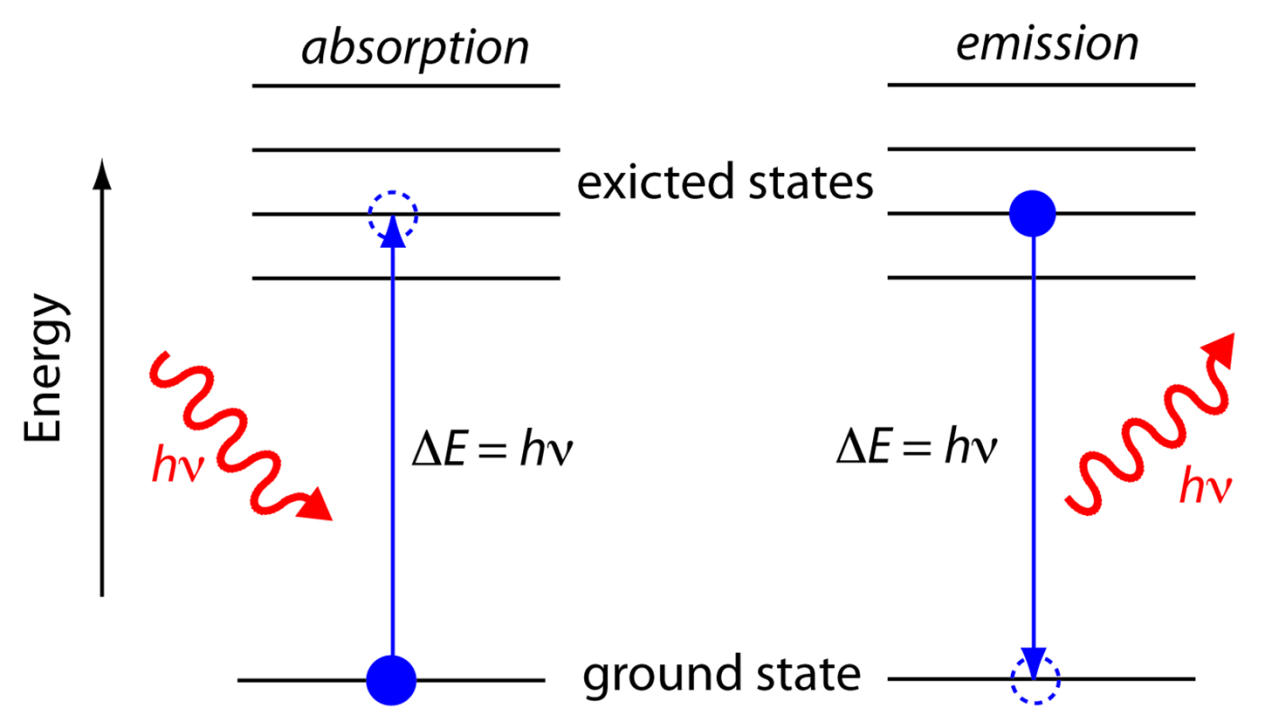 absorption
emission
exicted states
Energy
hν
ΔE = hν
ΔE = hν
hν
ground state